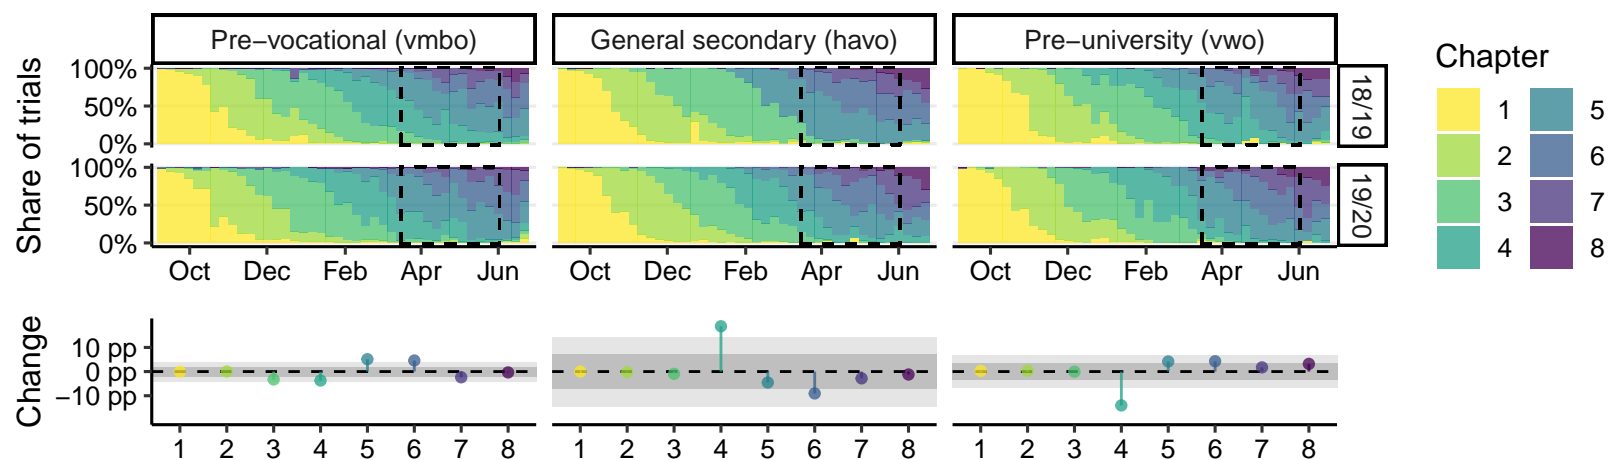 Pre−vocational (vmbo)
General secondary (havo)
Pre−university (vwo)
Share of trials
100%
50%
0%
18/19
Share of trials
100%
50%
0%
19/20
Oct Dec Feb Apr Jun
Oct Dec Feb Apr Jun
Oct Dec Feb Apr Jun
Chapter
1 5
2 6
3 7
4 8
Change
10 pp
0 pp
−10 pp
1 2 3 4 5 6 7 8
1 2 3 4 5 6 7 8
1 2 3 4 5 6 7 8